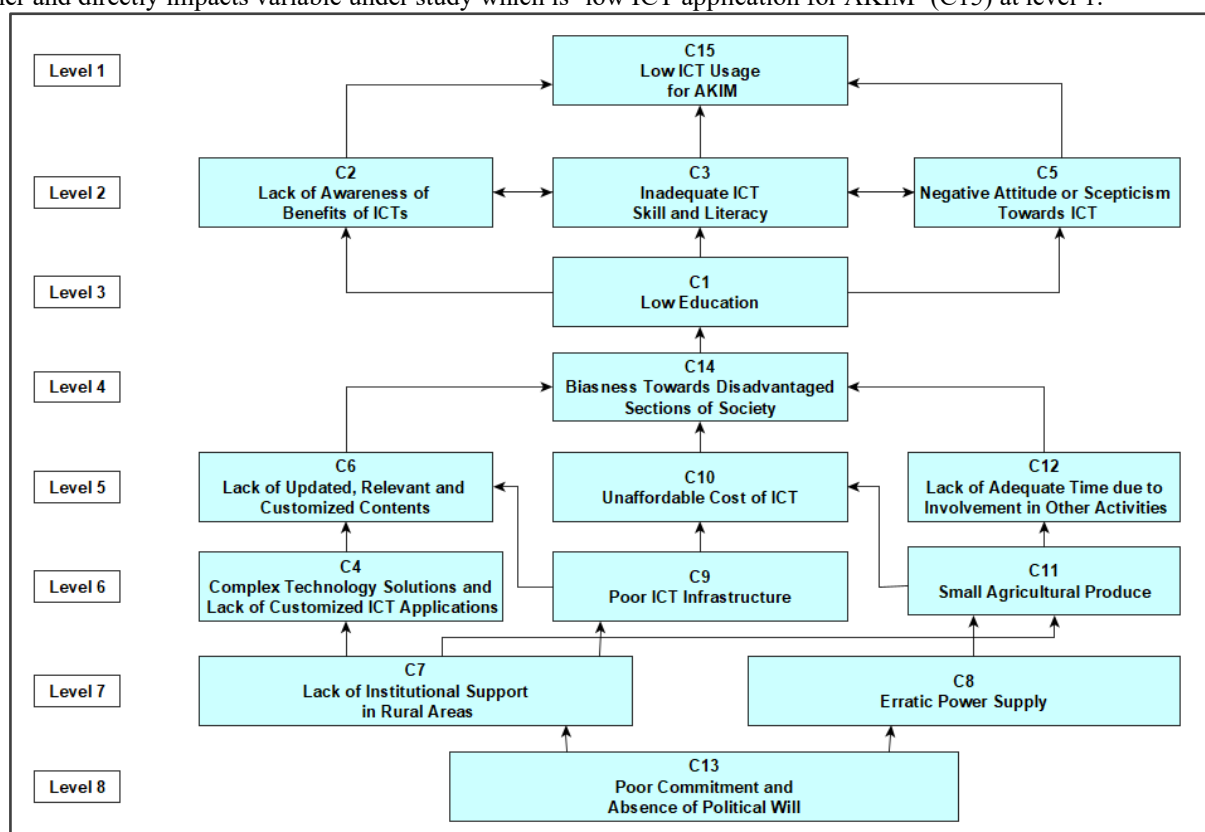 er and directly impacts variable under study which is "low ICT application for AKIM" (C15) at level 1.
Level 1
C15
Low ICT Usage
for AKIM
Level 2
C2
Lack of Awareness of
Benefits of ICTs
C3
Inadequate ICT
Skill and Literacy
C5
Negative Attitude or Scepticism
Towards ICT
Level 3
C1
Low Education
Level 4
C14
Biasness Towards Disadvantaged
Sections of Society
Level 5
C6
Lack of Updated, Relevant and
Customized Contents
C10
Unaffordable Cost of ICT
C12
Lack of Adequate Time due to
Involvement in Other Activities
Level 6
C4
Complex Technology Solutions and
Lack of Customized ICT Applications
C9
Poor ICT Infrastructure
C11
Small Agricultural Produce
Level 7
C7
Lack of Institutional Support
in Rural Areas
C8
Erratic Power Supply
Level 8
C13
Poor Commitment and
Absence of Political Will